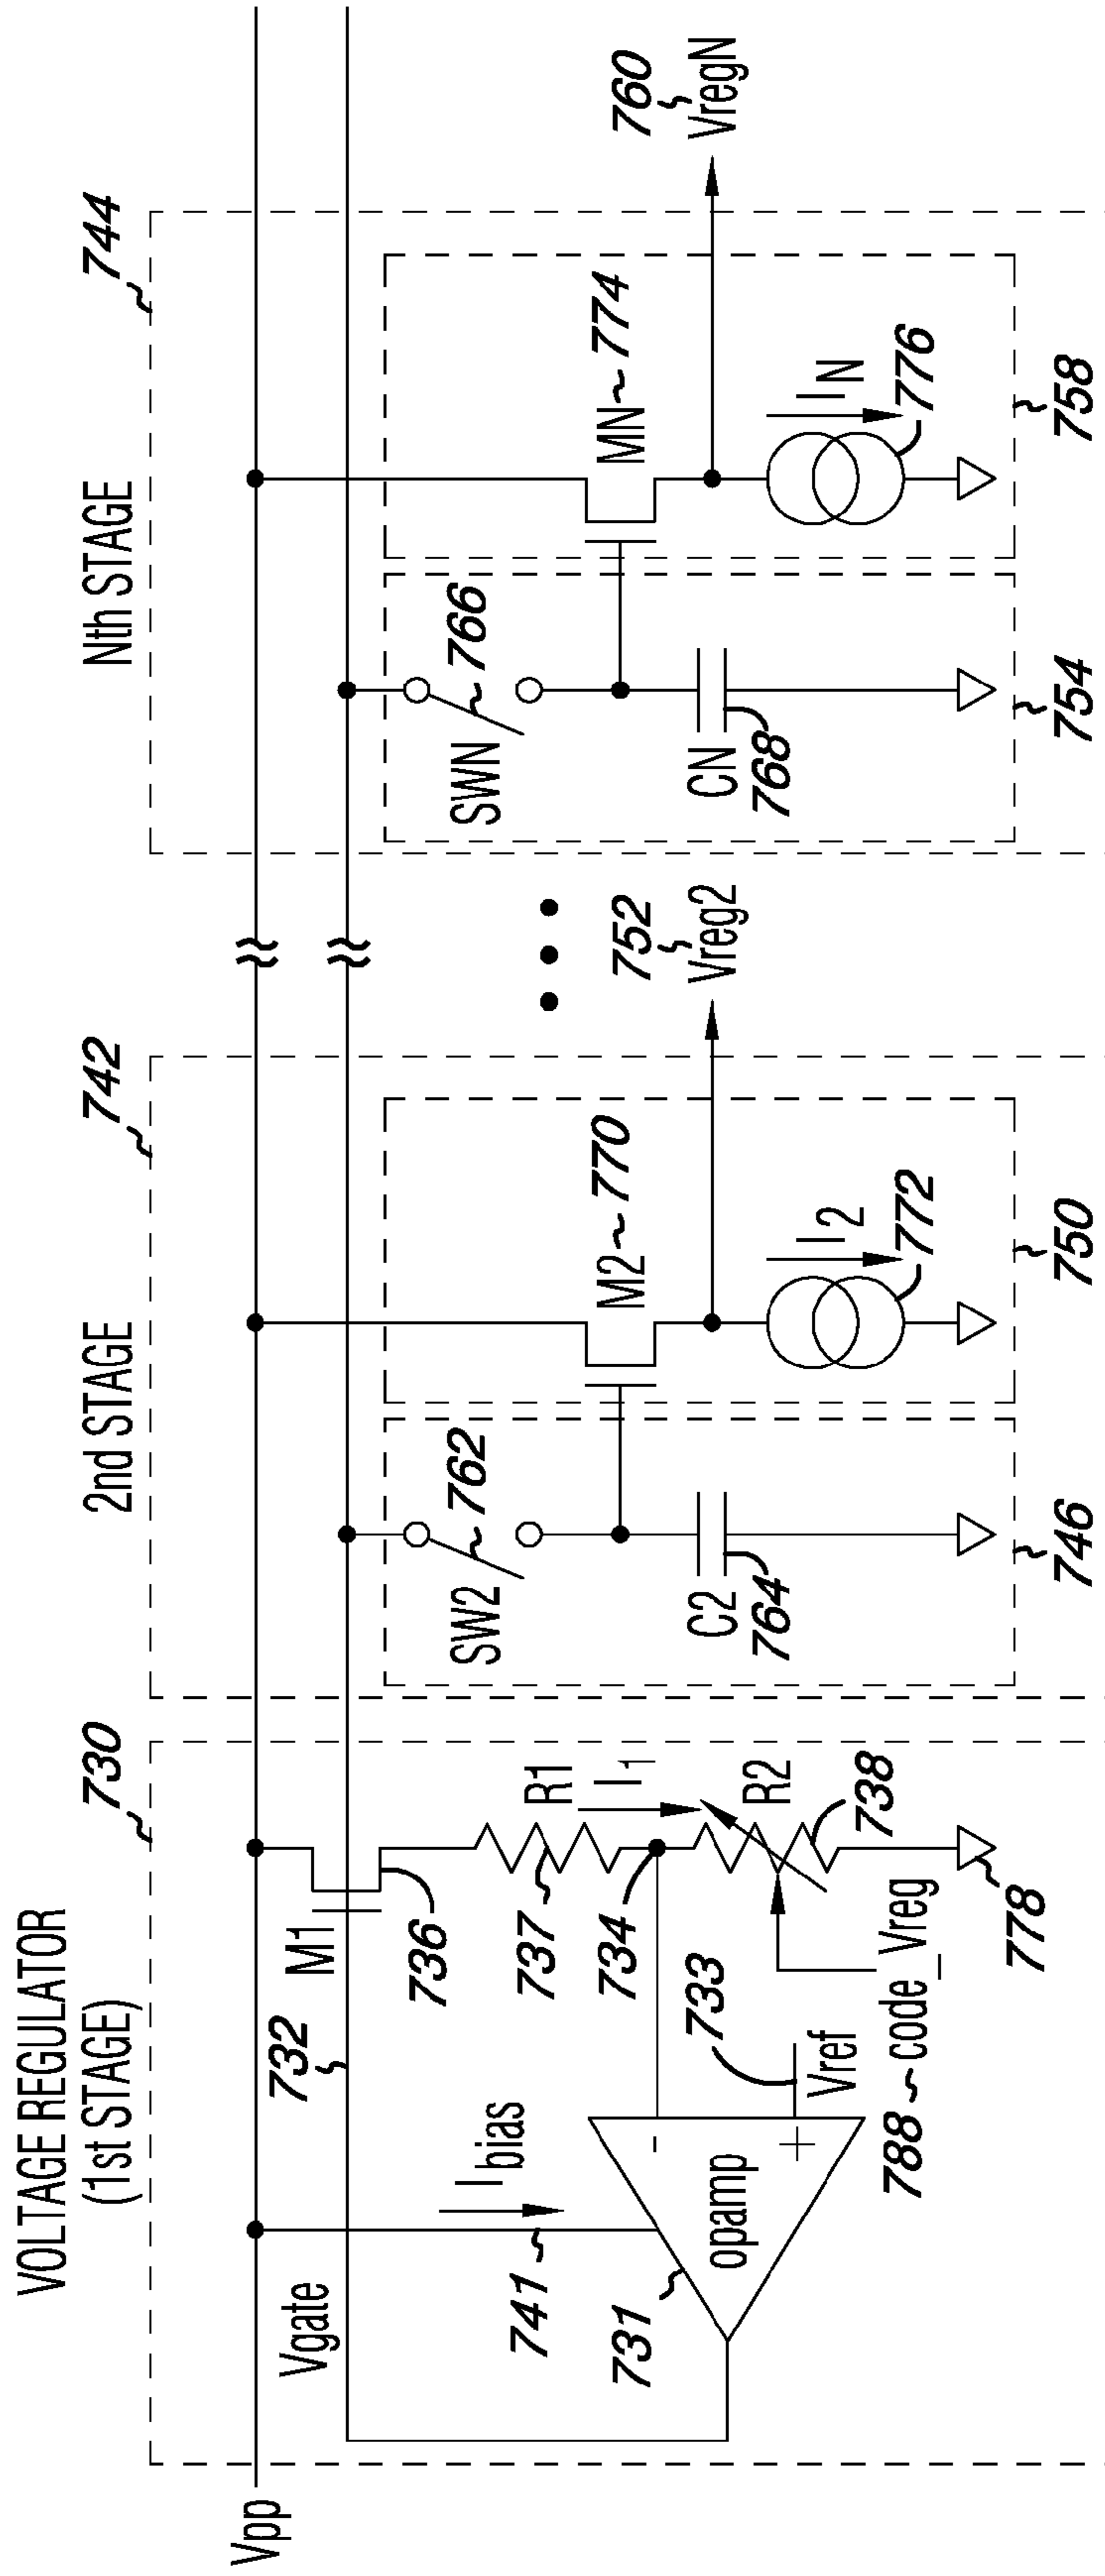 VOLTAGE REGULATOR
(1st STAGE)
730
2nd STAGE
742
Nth STAGE
744
Vpp
Vgate
732
M1
736
Ibias
741
R1
737
I1
734
opamp
-
+
731
733
Vref
R2
738
788
code_Vreg
778
SW2
762
C2
764
746
M2
770
I2
772
750
752
Vreg2
SWN
766
CN
768
754
MN
774
IN
776
758
760
VregN